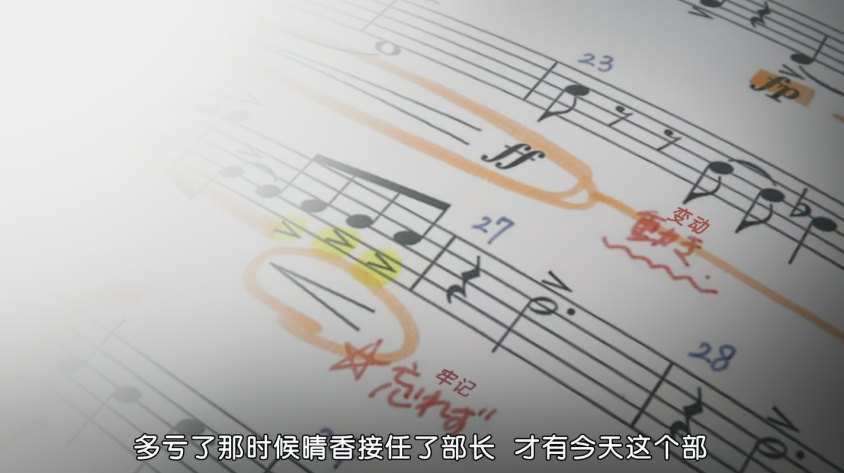 23
fp
ff
变动
動き
27
牢记
忘れず
28
多亏了那时候晴香接任了部长 才有今天这个部